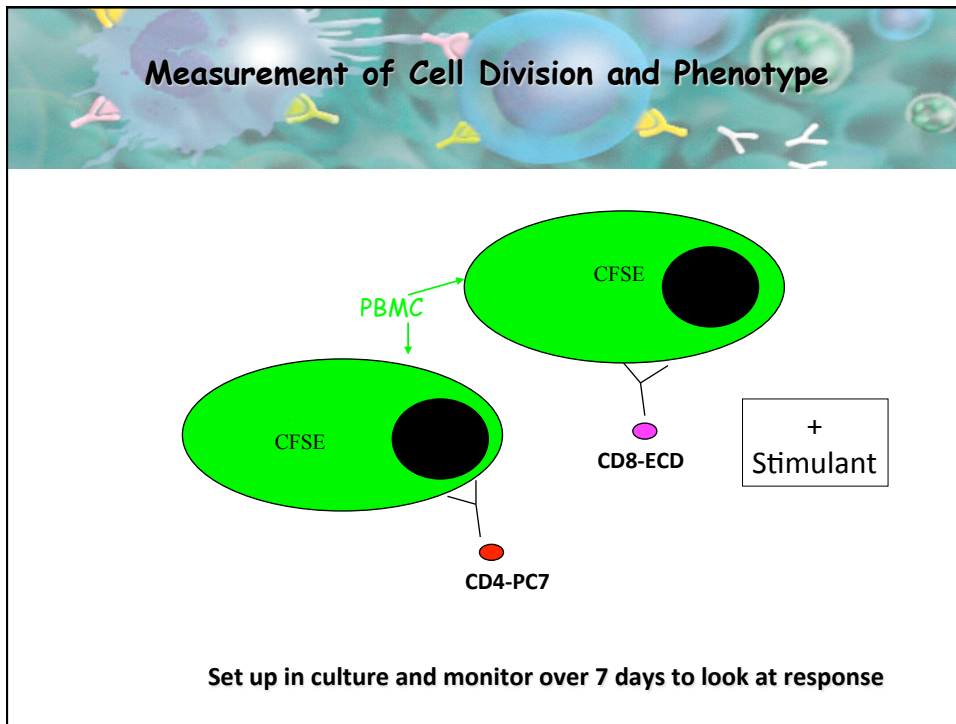 Measurement of Cell Division and Phenotype
CFSE
PBMC
CFSE
CD8-ECD
+
Stimulant
CD4-PC7
Set up in culture and monitor over 7 days to look at response